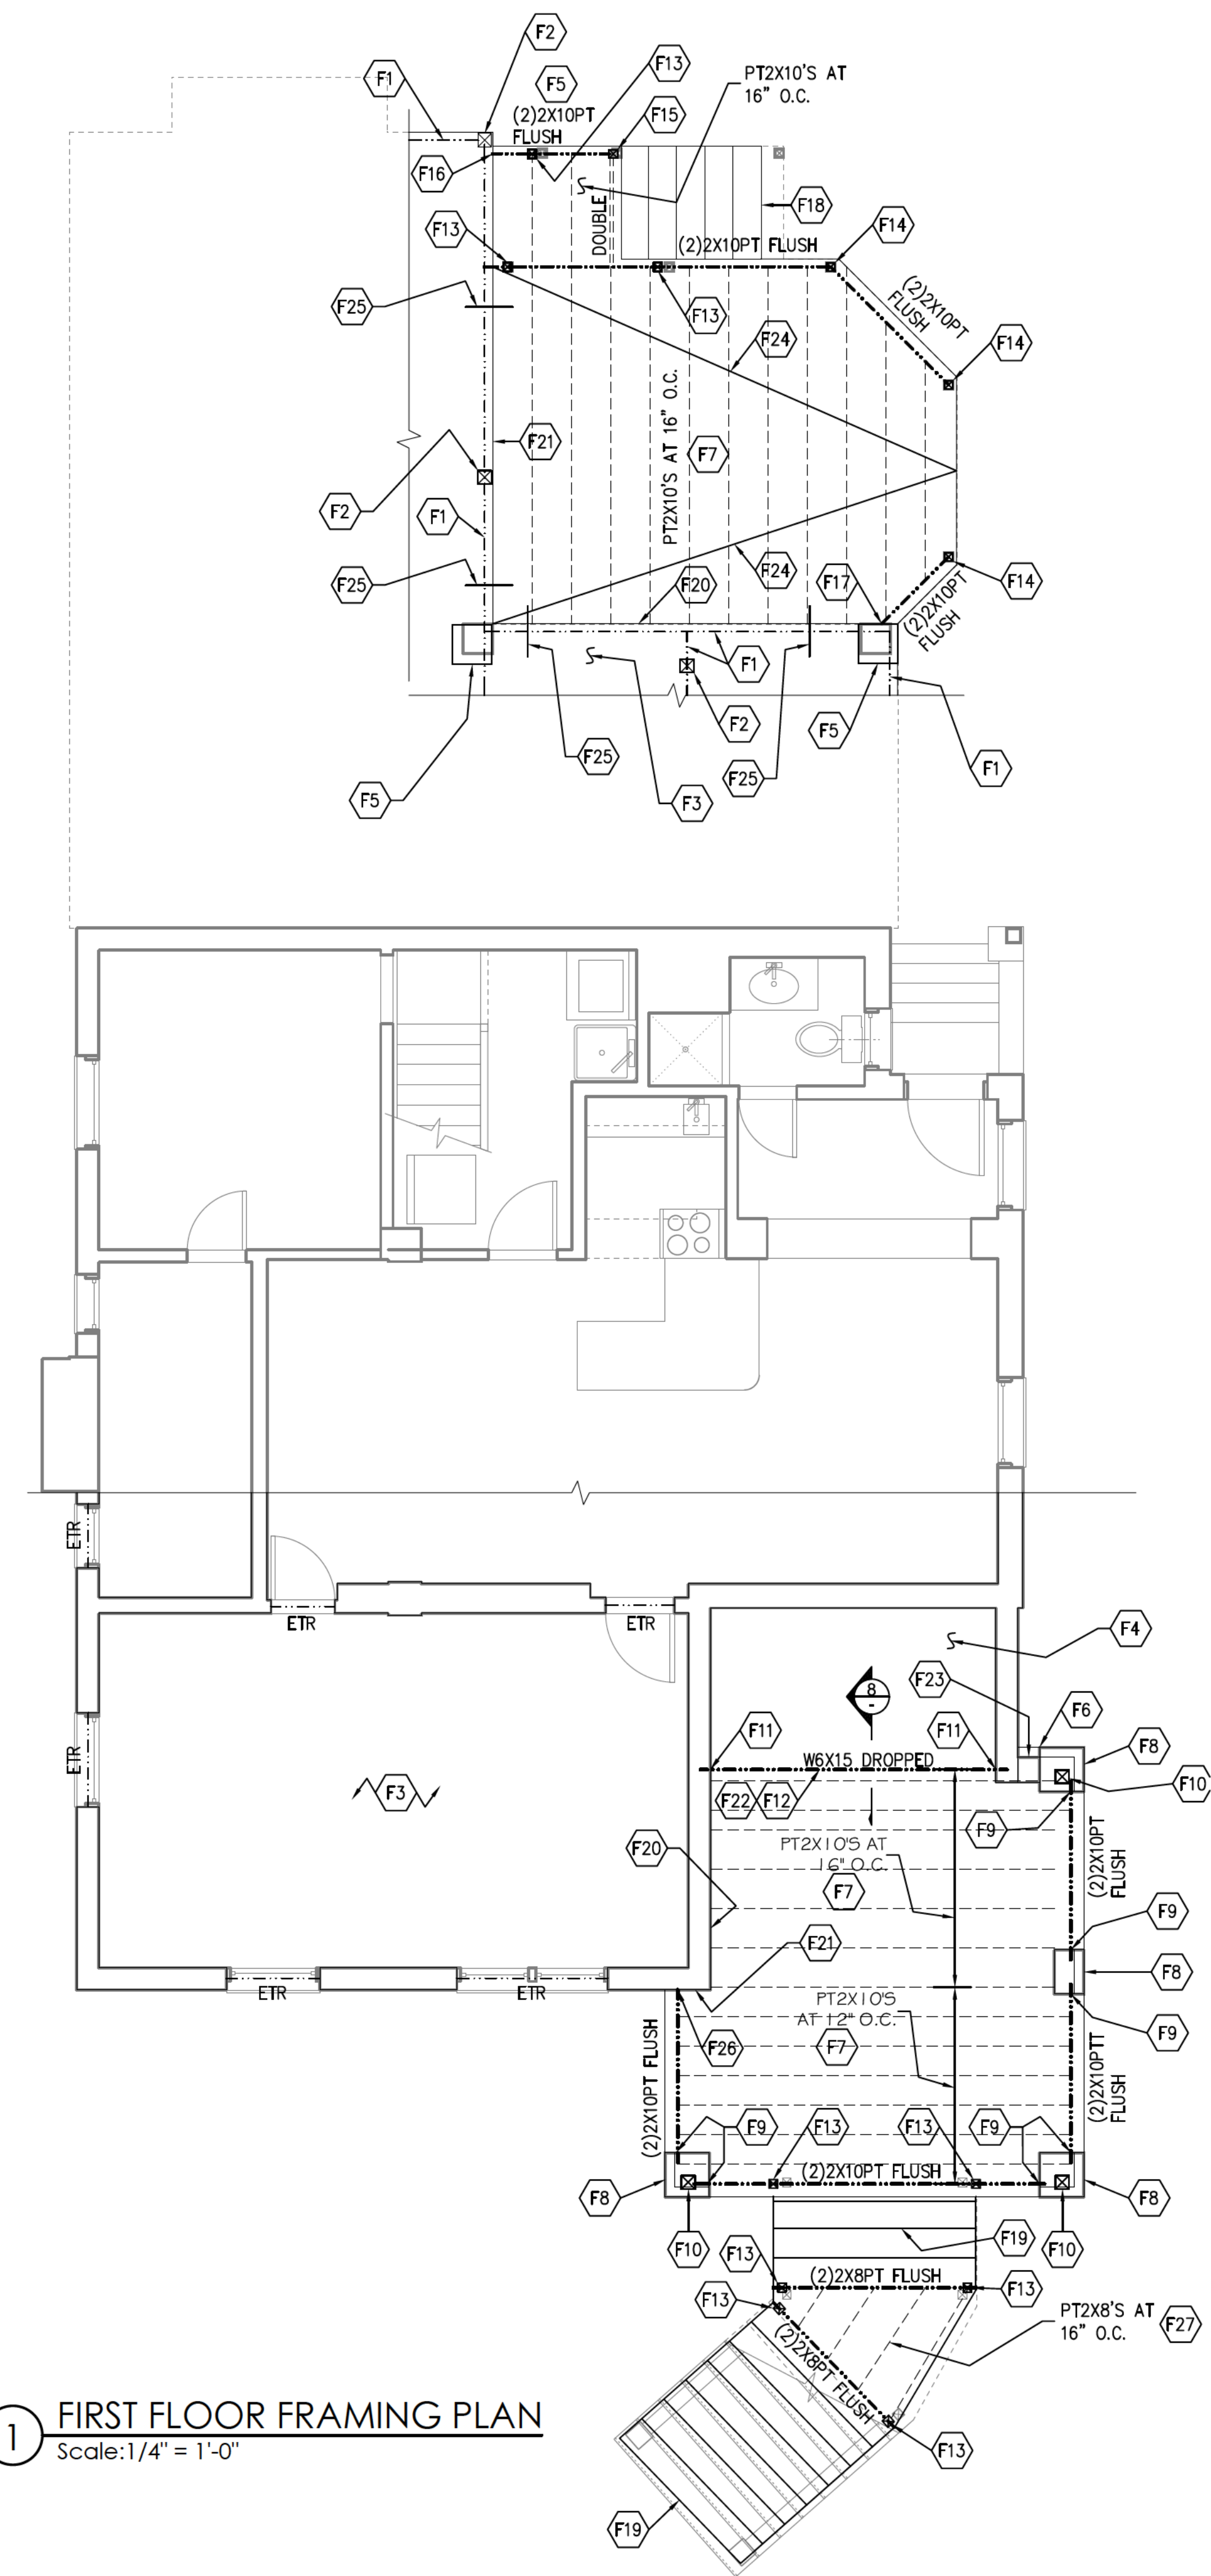 F2
F1
F5
F13
PT2X10'S AT
16" O.C.
(2)2X10PT
FLUSH
F15
F16
F18
DOUBLE
F13
(2)2X10PT FLUSH
F14
F25
F13
(2)2X10PT
FLUSH
F24
F14
PT2X10'S AT 16" O.C.
F21
F7
F2
F1
F25
F20
F24
F17
F14
(2)2X10PT
FLUSH
F1
F2
F5
F25
F25
F1
F5
F3
ETR
ETR
ETR
F4
F23
8
-
F6
F11
F11
F8
W6X15 DROPPED
ETR
F3
F22
F12
F10
F9
(2)2X10PT
FLUSH
F20
PT2X10'S AT
16" O.C.
F7
F9
F21
F8
ETR
ETR
PT2X10'S
AT 12" O.C.
F9
F26
F7
(2)2X10PT FLUSH
(2)2X10PTT
FLUSH
F9
F13
F13
F9
(2)2X10PT FLUSH
F8
F8
F10
F19
F10
F13
(2)2X8PT FLUSH
F13
F13
PT2X8'S AT
16" O.C.
F27
(2)2X8PT FLUSH
F13
F19
1
FIRST FLOOR FRAMING PLAN
Scale:1/4" = 1'-0"